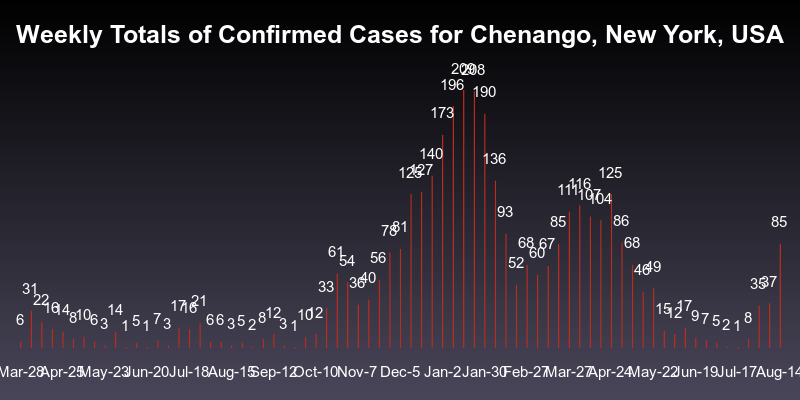 Weekly Totals of Confirmed Cases for Chenango, New York, USA
6 31 22 16 14 8 10 6 3 14 1 5 1 7 3 17 16 21 6 6 3 5 2 8 12 3 1 10 12 33 61 54 36 40 56 78 81 125 127 140 173 196 209 208 190 136 93 52 68 60 67 85 111 116 107 104 125 86 68 46 49 15 12 17 9 7 5 2 1 8 35 37 85
Mar-28 Apr-25 May-23 Jun-20 Jul-18 Aug-15 Sep-12 Oct-10 Nov-7 Dec-5 Jan-2 Jan-30 Feb-27 Mar-27 Apr-24 May-22 Jun-19 Jul-17 Aug-14